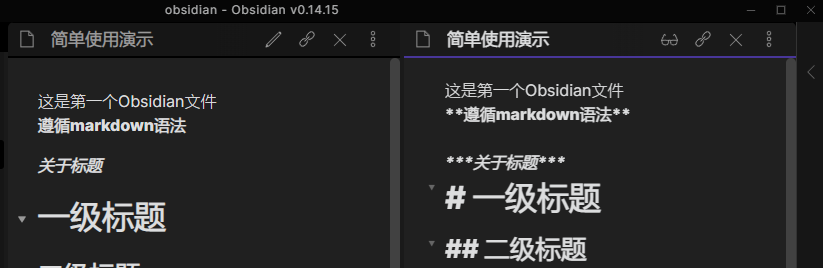 obsidian - Obsidian v0.14.15
简单使用演示
这是第一个Obsidian文件
遵循markdown语法
关于标题
一级标题
二级标题
简单使用演示
这是第一个Obsidian文件
**遵循markdown语法**
***关于标题***
# 一级标题
## 二级标题